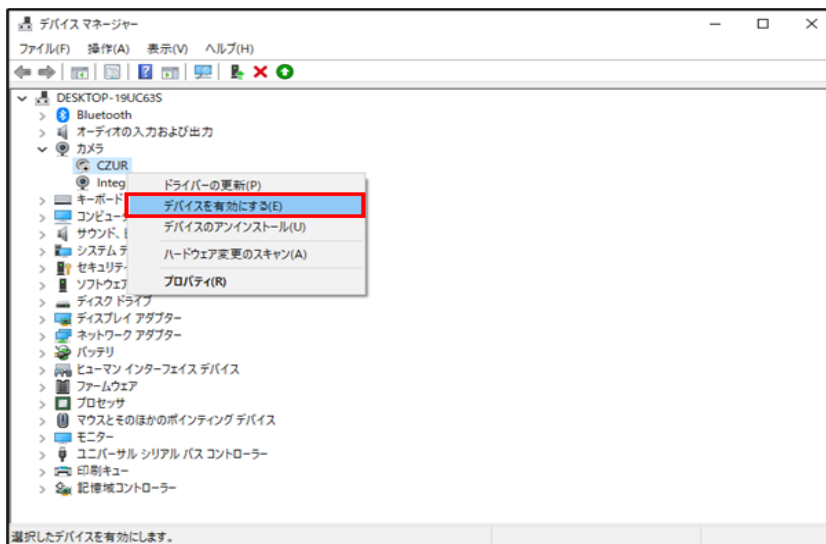 デバイス マネージャー
ファイル(F) 操作(A) 表示(V) ヘルプ(H)
DESKTOP-19UC63S
Bluetooth
オーディオの入力および出力
カメラ
CZUR
Integ
ドライバーの更新(P)
デバイスを有効にする(E)
デバイスのアンインストール(U)
ハードウェア変更のスキャン(A)
プロパティ(R)
キーボード
コンピュータ
サウンド、
システム デ
セキュリティ
ソフトウェア
ディスク ドライブ
ディスプレイ アダプター
ネットワーク アダプター
バッテリ
ヒューマン インターフェイス デバイス
ファームウェア
プロセッサ
マウスとそのほかのポインティング デバイス
モニター
ユニバーサル シリアル バス コントローラー
印刷キュー
記憶域コントローラー
選択したデバイスを有効にします。